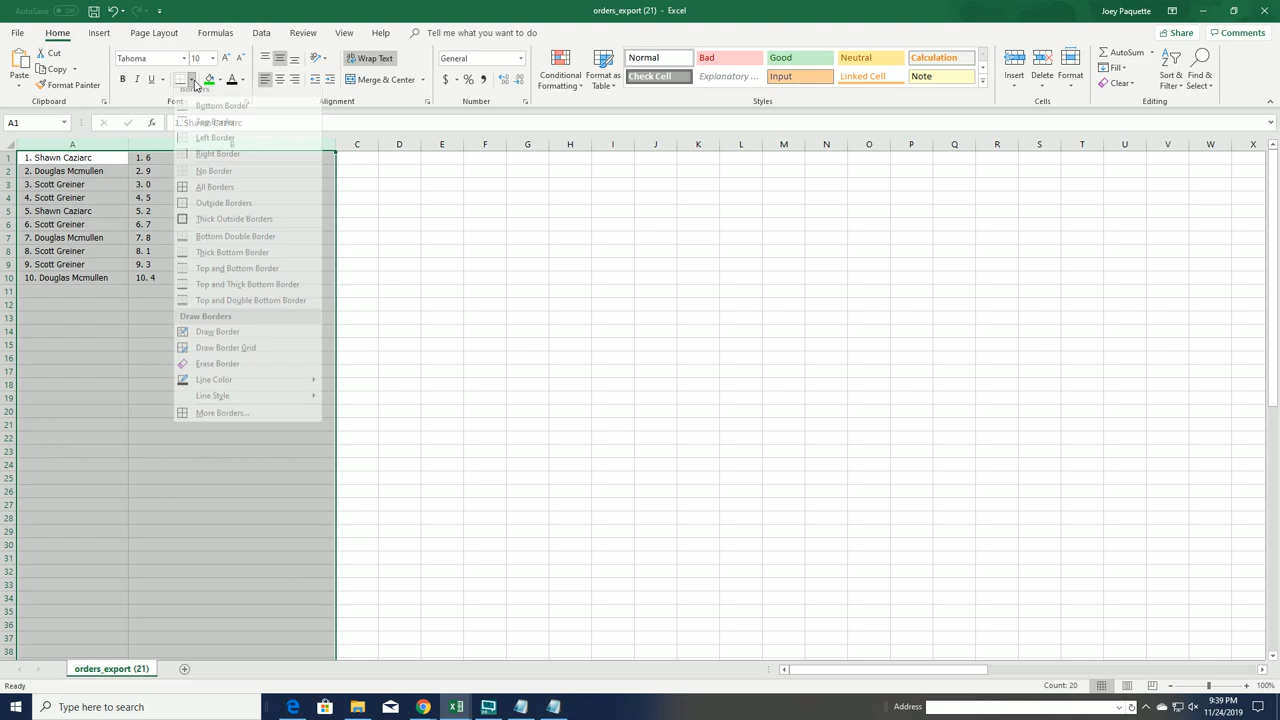 AutoSave Off
orders_export (21) - Excel
Joey Paquette
File Home Insert Page Layout Formulas Data Review View Help Tell me what you want to do
Share Comments
Paste
Cut
Copy
Format Painter
Clipboard
Tahoma 10
B I U
Font
Wrap Text
Merge & Center
Alignment
General
$ % 9
Number
Conditional Formatting
Format as Table
Normal Bad Good Neutral Calculation
Check Cell Explanatory ... Input Linked Cell Note
Styles
Insert Delete Format
Cells
AutoSum
Fill
Clear
Sort & Filter
Find & Select
Editing
A1
1. Shawn Caziarc
Borders
Bottom Border
Top Border
Left Border
Right Border
No Border
All Borders
Outside Borders
Thick Outside Borders
Bottom Double Border
Thick Bottom Border
Top and Bottom Border
Top and Thick Bottom Border
Top and Double Bottom Border
Draw Borders
Draw Border
Draw Border Grid
Erase Border
Line Color
Line Style
More Borders...
A B C D E F G H I J K L M N O P Q R S T U V W X
1 1. Shawn Caziarc 1. 6
2 2. Douglas Mcmullen 2. 9
3 3. Scott Greiner 3. 0
4 4. Scott Greiner 4. 5
5 5. Shawn Caziarc 5. 2
6 6. Scott Greiner 6. 7
7 7. Douglas Mcmullen 7. 8
8 8. Scott Greiner 8. 1
9 9. Scott Greiner 9. 3
10 10. Douglas Mcmullen 10. 4
11
12
13
14
15
16
17
18
19
20
21
22
23
24
25
26
27
28
29
30
31
32
33
34
35
36
37
38
orders_export (21)
Ready
Count: 20
100%
Type here to search
Address
9:39 PM
11/24/2019